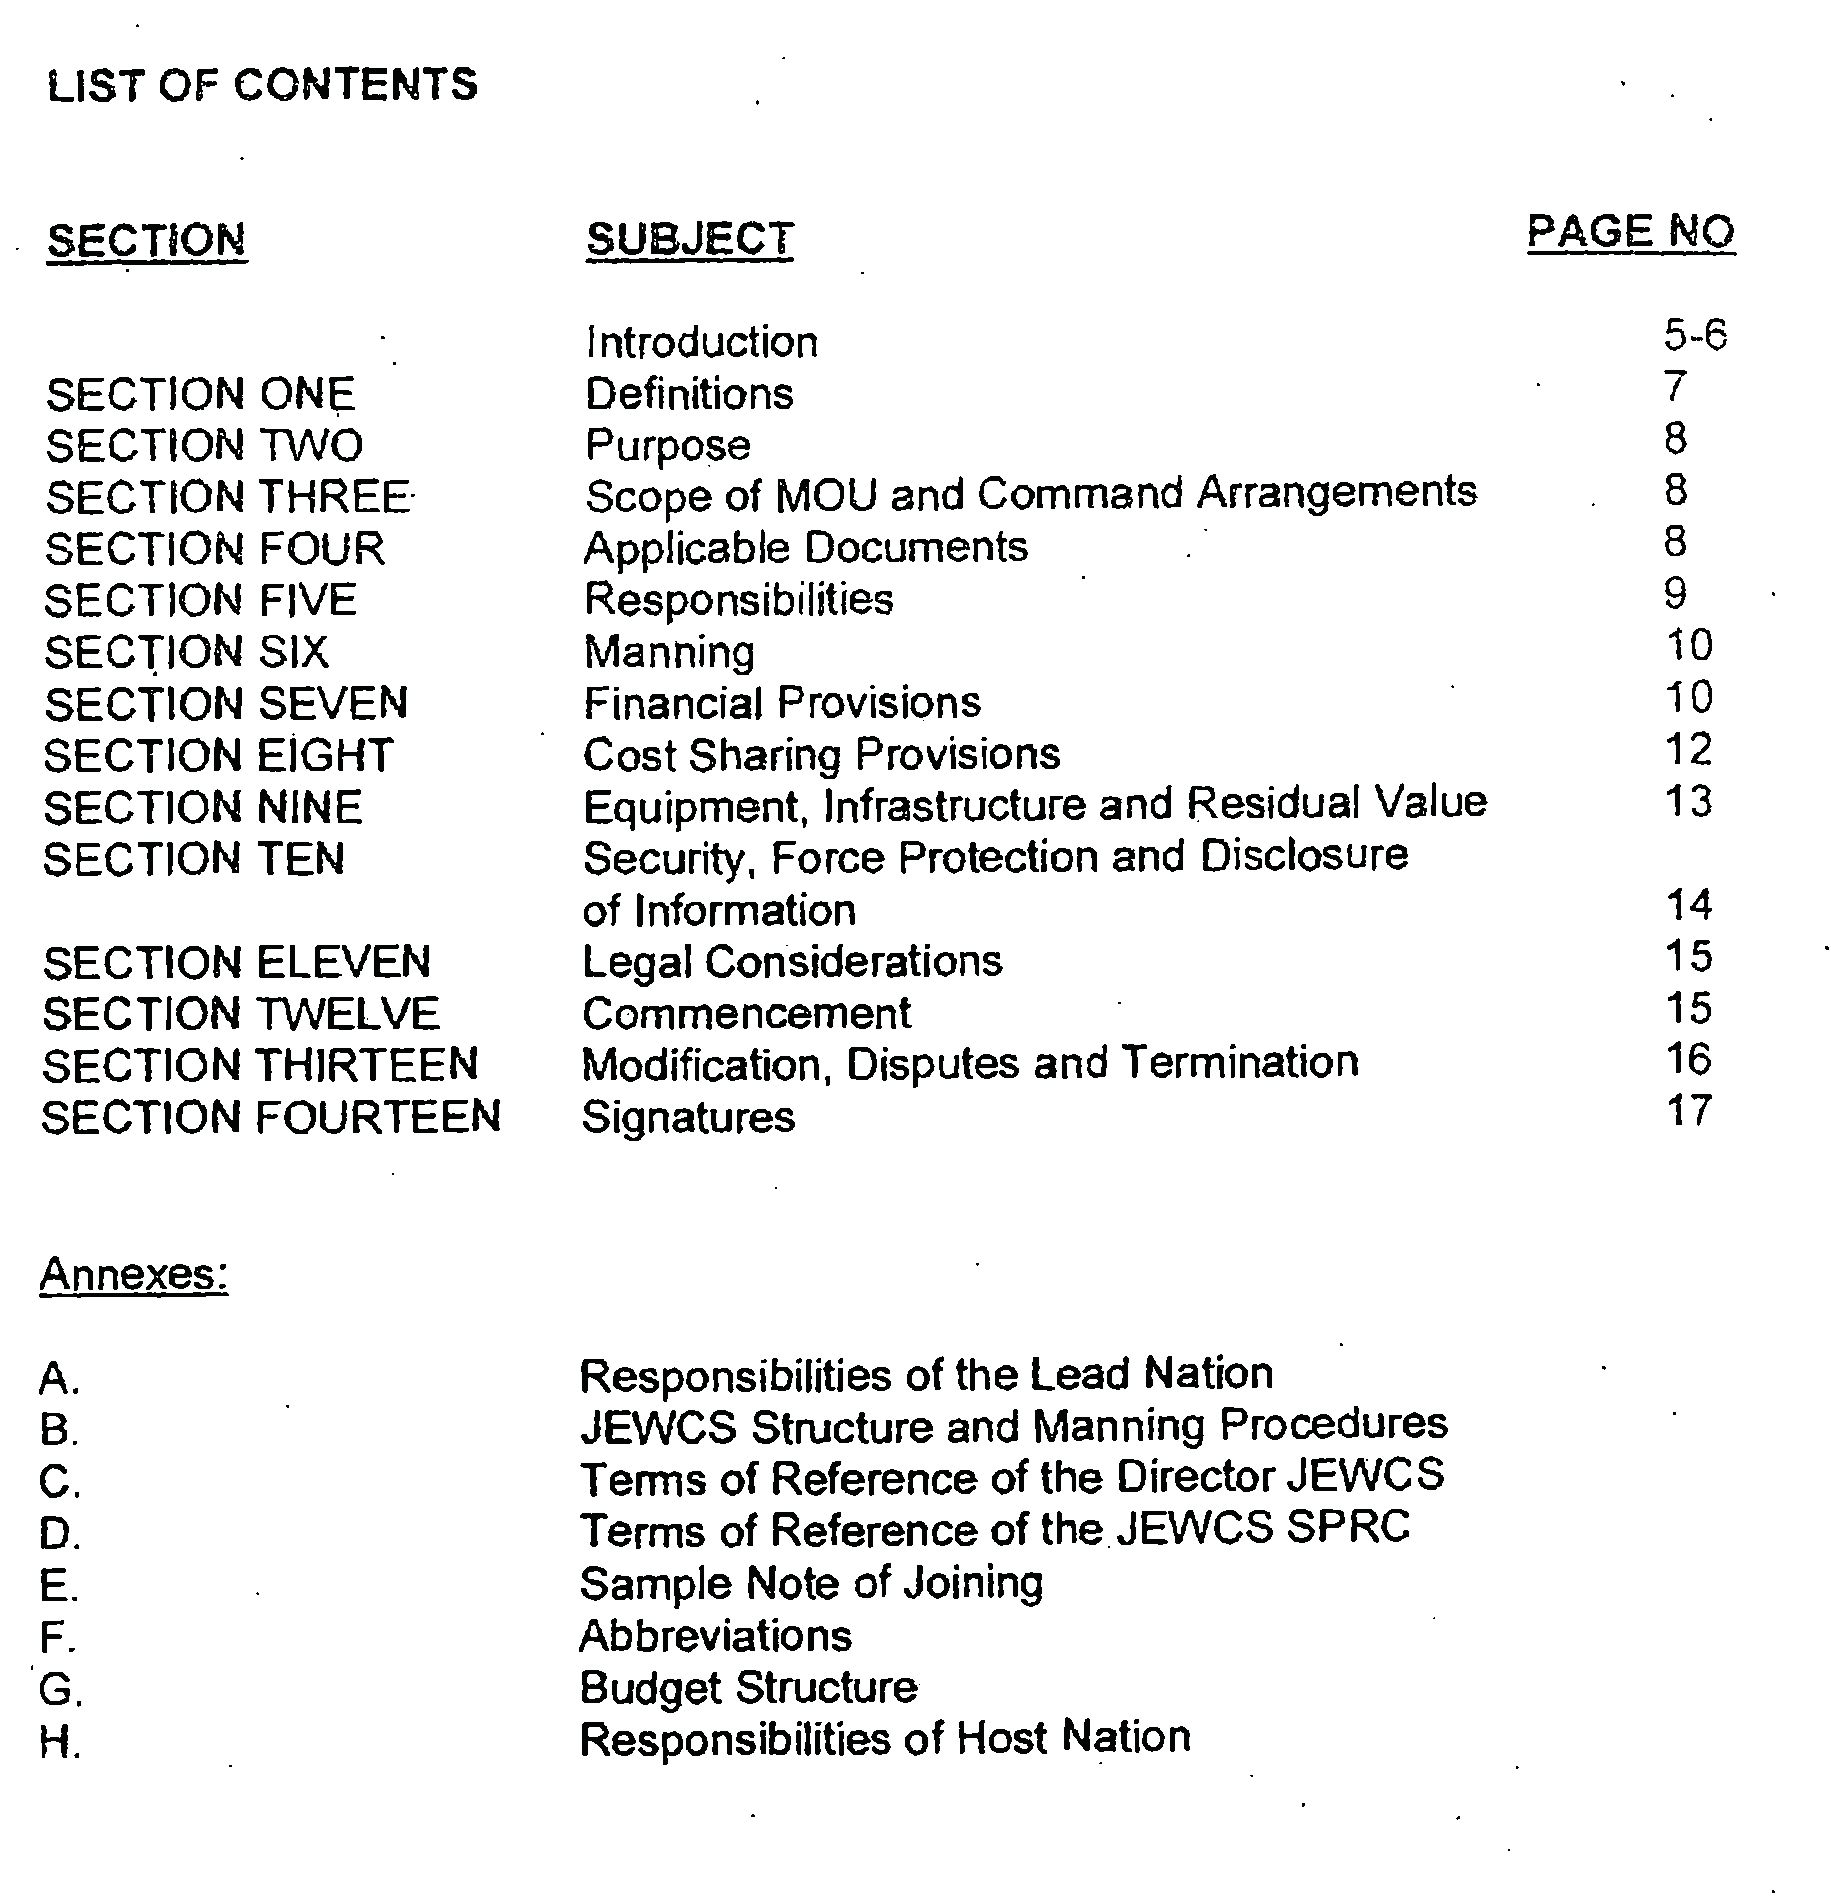 LIST OF CONTENTS
SECTION SUBJECT PAGE NO
Introduction 5-6
SECTION ONE Definitions 7
SECTION TWO Purpose 8
SECTION THREE Scope of MOU and Command Arrangements 8
SECTION FOUR Applicable Documents 8
SECTION FIVE Responsibilities 9
SECTION SIX Manning 10
SECTION SEVEN Financial Provisions 10
SECTION EIGHT Cost Sharing Provisions 12
SECTION NINE Equipment, Infrastructure and Residual Value 13
SECTION TEN Security, Force Protection and Disclosure
of Information 14
SECTION ELEVEN Legal Considerations 15
SECTION TWELVE Commencement 15
SECTION THIRTEEN Modification, Disputes and Termination 16
SECTION FOURTEEN Signatures 17
Annexes:
A. Responsibilities of the Lead Nation
B. JEWCS Structure and Manning Procedures
C. Terms of Reference of the Director JEWCS
D. Terms of Reference of the JEWCS SPRC
E. Sample Note of Joining
F. Abbreviations
G. Budget Structure
H. Responsibilities of Host Nation